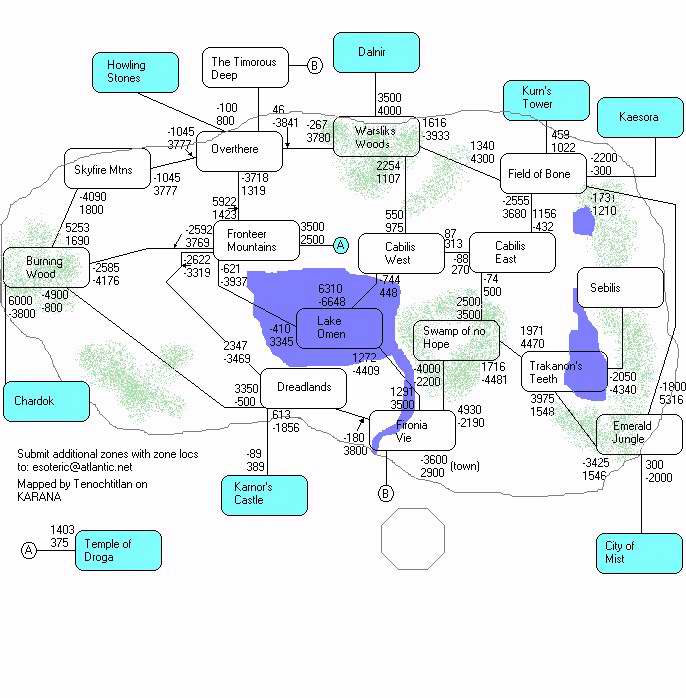 Howling
Stones
The Timorous
Deep
B
Dalnir
Kurn's
Tower
Kaesora
-100
800
46
-3841
3500
4000
-267
3780
Warsliks
Woods
1616
-3933
459
1022
-2200
-300
-1045
3777
Overthere
1340
4300
Skyfire Mtns
-1045
3777
-3718
1319
2254
1107
Field of Bone
-4090
1800
5922
1423
-2555
3680
1156
-432
-1731
1210
5253
1690
-2592
3769
Fronteer
Mountains
3500
2500
A
550
975
Cabilis
West
87
313
Cabilis
East
Burning
Wood
-2585
-4176
-2622
-3319
-621
-3937
-88
270
-744
448
-74
500
Sebilis
6000
-3800
-4900
-800
6310
-6648
2500
3500
Lake
Omen
-410
3345
Swamp of no
Hope
1971
4470
2347
-3469
1272
-4409
-4000
-2200
1716
-4481
Trakanon's
Teeth
-2050
-4340
Chardok
3350
-500
Dreadlands
1291
3500
3975
1548
-1800
5316
613
-1856
4930
-2190
-180
3800
Fironia
Vie
Emerald
Jungle
Submit additional zones with zone locs
to: esoteric@atlantic.net
-89
389
-3600
2900 (town)
-3425
1546
300
-2000
Mapped by Tenochtitlan on
KARANA
Karnor's
Castle
B
1403
375
A
Temple of
Droga
City of
Mist